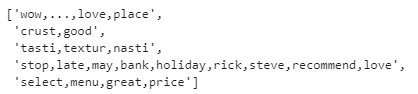 ['wow,...,love,place',
'crust,good',
'tasti,textur,nasti',
'stop,late,may,bank,holiday,rick,steve,recommend,love',
'select,menu,great,price']